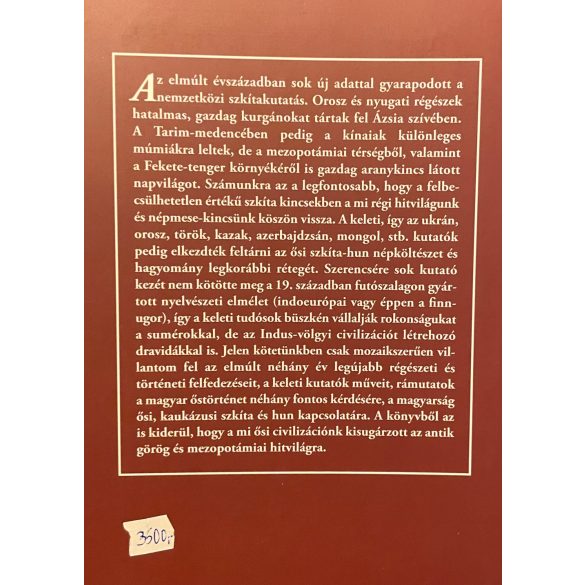 Az elmúlt évszázadban sok új adattal gyarapodott a
nemzetközi szkítakutatás. Orosz és nyugati régészek
hatalmas, gazdag kurgánokat tártak fel Ázsia szívében.
A Tarim-medencében pedig a kínaiak különleges
múmiákra leltek, de a mezopotámiai térségből, valamint
a Fekete-tenger környékéről is gazdag aranykincs látott
napvilágot. Számunkra az a legfontosabb, hogy a felbe-
csülhetetlen értékű szkíta kincsekben a mi régi hitvilágunk
és népmese-kincsünk köszön vissza. A keleti, így az ukrán,
orosz, török, kazak, azerbajdzsán, mongol, stb. kutatók
pedig elkezdték feltárni az ősi szkíta-hun népköltészet és
hagyomány legkorábbi rétegét. Szerencsére sok kutató
kezét nem kötötte meg a 19. században futószalagon gyár-
tott nyelvészeti elmélet (indoeurópai vagy éppen a finn-
ugor), így a keleti tudósok büszkén vállalják rokonságukat
a sumérokkal, de az Indus-völgyi civilizációt létrehozó
dravidákkal is. Jelen kötetünkben csak mozaikszerűen vil-
lantom fel az elmúlt néhány év legújabb régészeti és
történeti felfedezéseit, a keleti kutatók műveit, rámutatok
a magyar őstörténet néhány fontos kérdésére, a magyarság
ősi, kaukázusi szkíta és hun kapcsolatára. A könyvből az
is kiderül, hogy a mi ősi civilizációnk kisugárzott az antik
görög és mezopotámiai hitvilágra.
3500,-